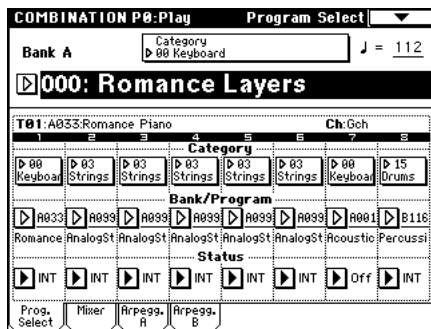 COMBINATION P0:Play Program Select
Bank A
Category
00 Keyboard
♩ = 112
000: Romance Layers
T01:A033:Romance Piano Ch:Gch
1 2 3 4 5 6 7 8
Category
00 03 03 03 03 03 00 15
Keyboar Strings Strings Strings Strings Strings Keyboar Drums
Bank/Program
A033 A099 A099 A099 A099 A099 A001 B116
Romance AnalogSt AnalogSt AnalogSt AnalogSt AnalogSt Acoustic Percussi
Status
INT INT INT INT INT INT Off INT
Prog. Select Mixer Arpegg. A Arpegg. B